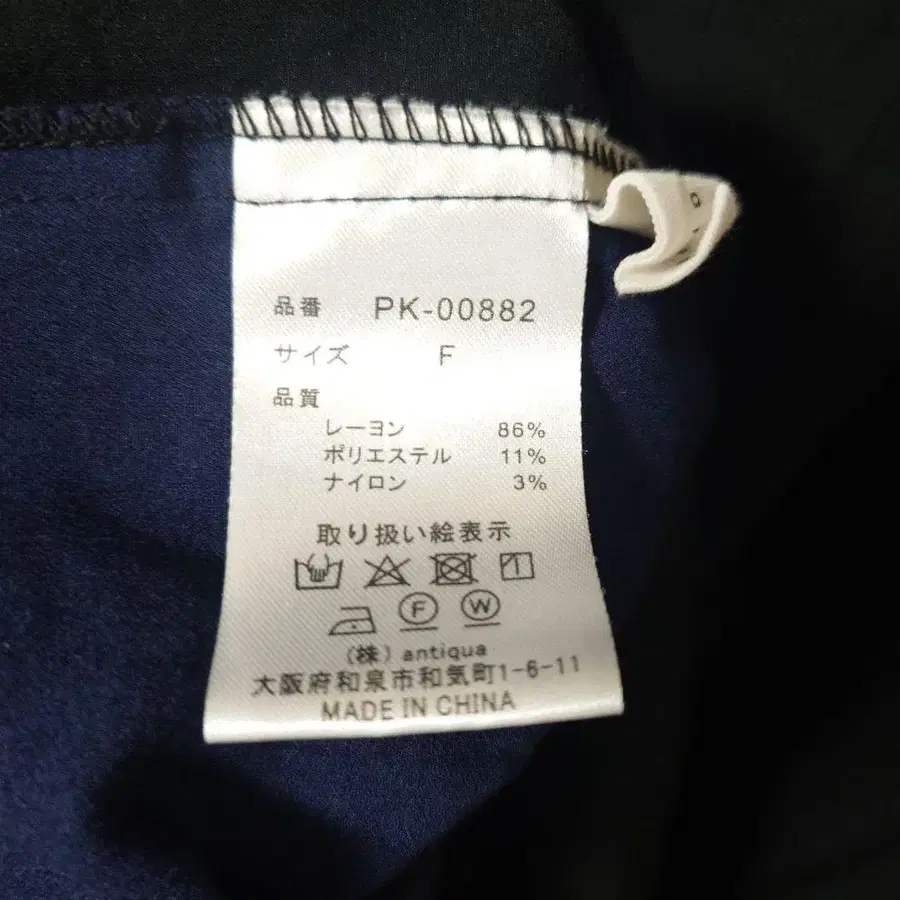 品番 PK-00882
サイズ F
品質
レーヨン 86%
ポリエステル 11%
ナイロン 3%
取り扱い絵表示
F W
(株) antiqua
大阪府和泉市和気町1-6-11
MADE IN CHINA